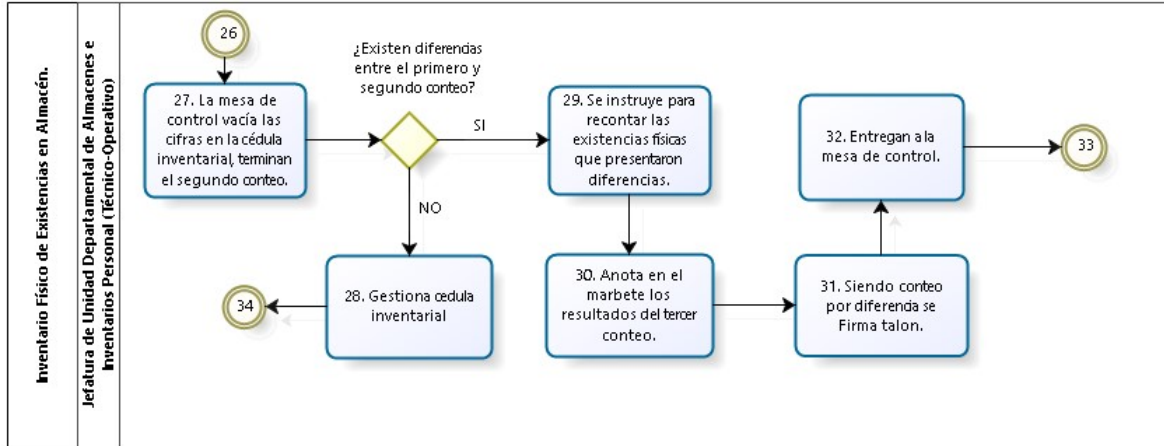 Inventario Físico de Existencias en Almacén.
Jefatura de Unidad Departamental de Almacenes e
Inventarios Personal (Técnico-Operativo)
26
27. La mesa de
control vacía las
cifras en la cédula
inventarial, terminan
el segundo conteo.
¿Existen diferencias
entre el primero y
segundo conteo?
SI
NO
28. Gestiona cedula
inventarial
34
29. Se instruye para
recontar las
existencias físicas
que presentaron
diferencias.
30. Anota en el
marbete los
resultados del tercer
conteo.
31. Siendo conteo
por diferencia se
Firma talon.
32. Entregan a la
mesa de control.
33